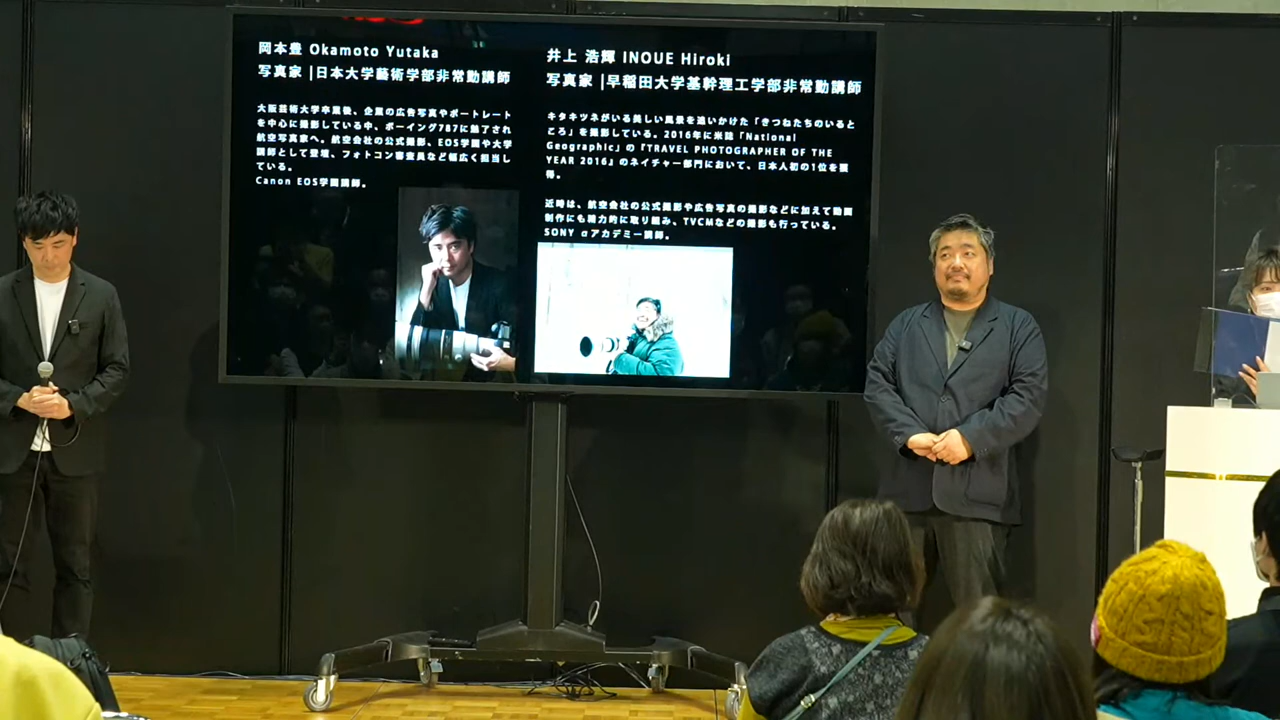 岡本豊 Okamoto Yutaka
写真家 |日本大学藝術学部非常勤講師
大阪芸術大学卒業後、企業の広告写真やポートレート
を中心に撮影している中、ボーイング787に魅了され
航空写真家へ。航空会社の公式撮影、EOS学園や大学
講師として登壇、フォトコン審査員など幅広く担当し
ている。
Canon EOS学園講師。
井上 浩輝 INOUE Hiroki
写真家 |早稲田大学基幹理工学部非常勤講師
キタキツネがいる美しい風景を追いかけた「きつねたちのいると
ころ」を撮影している。2016年に米誌「National
Geographic」の『TRAVEL PHOTOGRAPHER OF THE
YEAR 2016』のネイチャー部門において、日本人初の1位を獲
得。
近時は、航空会社の公式撮影や広告写真の撮影などに加えて動画
制作にも精力的に取り組み、TVCMなどの撮影も行っている。
SONY αアカデミー講師。